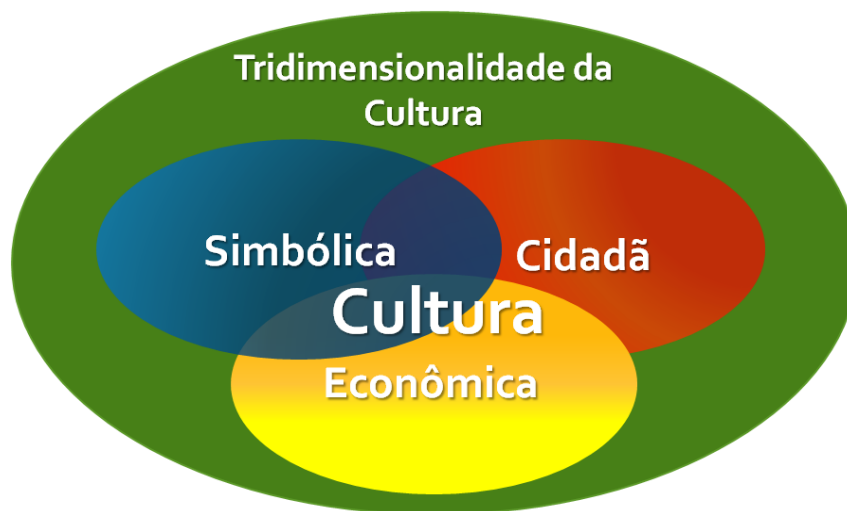 Tridimensionalidade da
Cultura
Simbólica
Cidadã
Cultura
Econômica